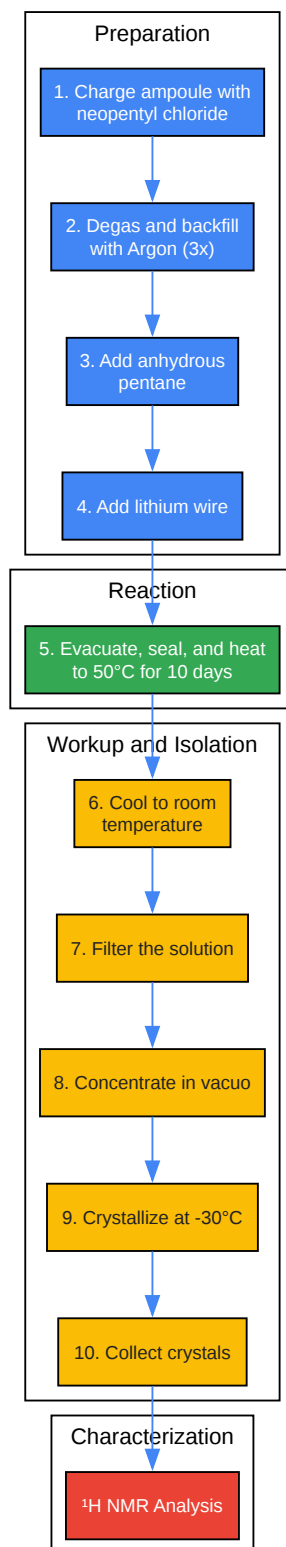 Preparation
1. Charge ampoule with
neopentyl chloride
2. Degas and backfill
with Argon (3x)
3. Add anhydrous
pentane
4. Add lithium wire
Reaction
5. Evacuate, seal, and heat
to 50°C for 10 days
Workup and Isolation
6. Cool to room
temperature
7. Filter the solution
8. Concentrate in vacuo
9. Crystallize at -30°C
10. Collect crystals
Characterization
¹H NMR Analysis